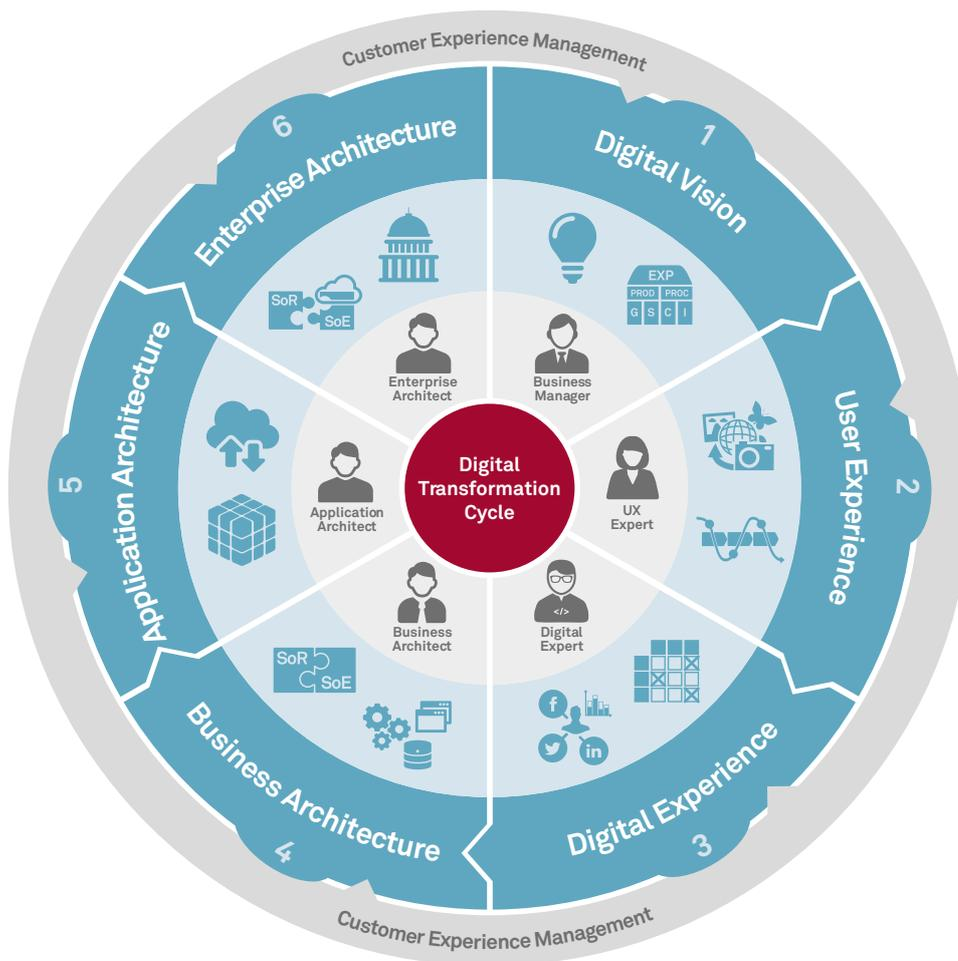 Customer Experience Management
1
Digital Vision
EXP
PROD PROC
G S C I
Business
Manager
2
User Experience
UX
Expert
3
Digital Experience
</>
Digital
Expert
f
in
4
Business Architecture
SoR
SoE
Business
Architect
5
Application Architecture
Application
Architect
6
Enterprise Architecture
SoR
SoE
Enterprise
Architect
Digital
Transformation
Cycle
Customer Experience Management